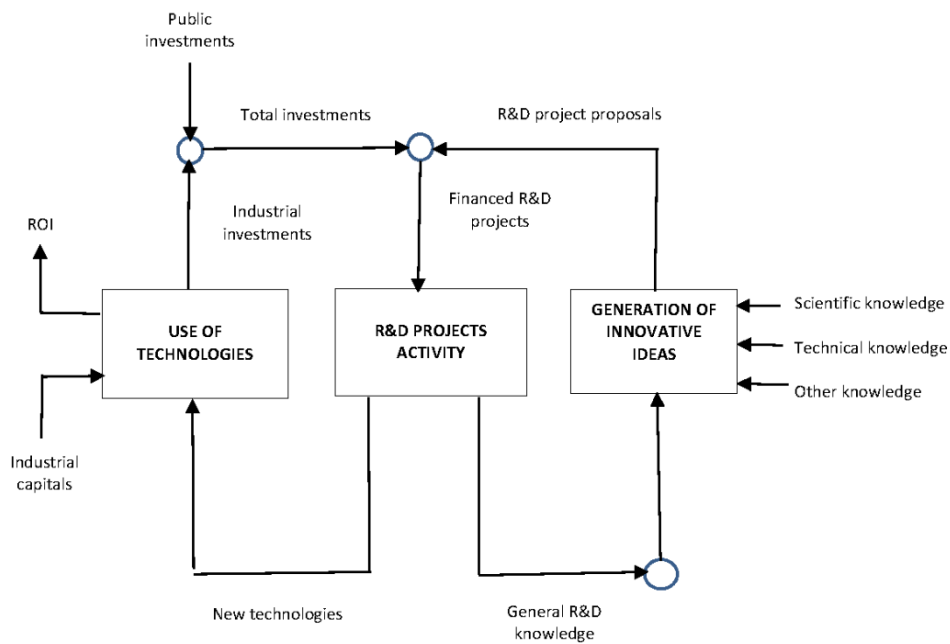 Public
investments
Total investments
R&D project proposals
Industrial
investments
Financed R&D
projects
ROI
USE OF
TECHNOLOGIES
R&D PROJECTS
ACTIVITY
GENERATION OF
INNOVATIVE
IDEAS
Scientific knowledge
Technical knowledge
Other knowledge
Industrial
capitals
New technologies
General R&D
knowledge